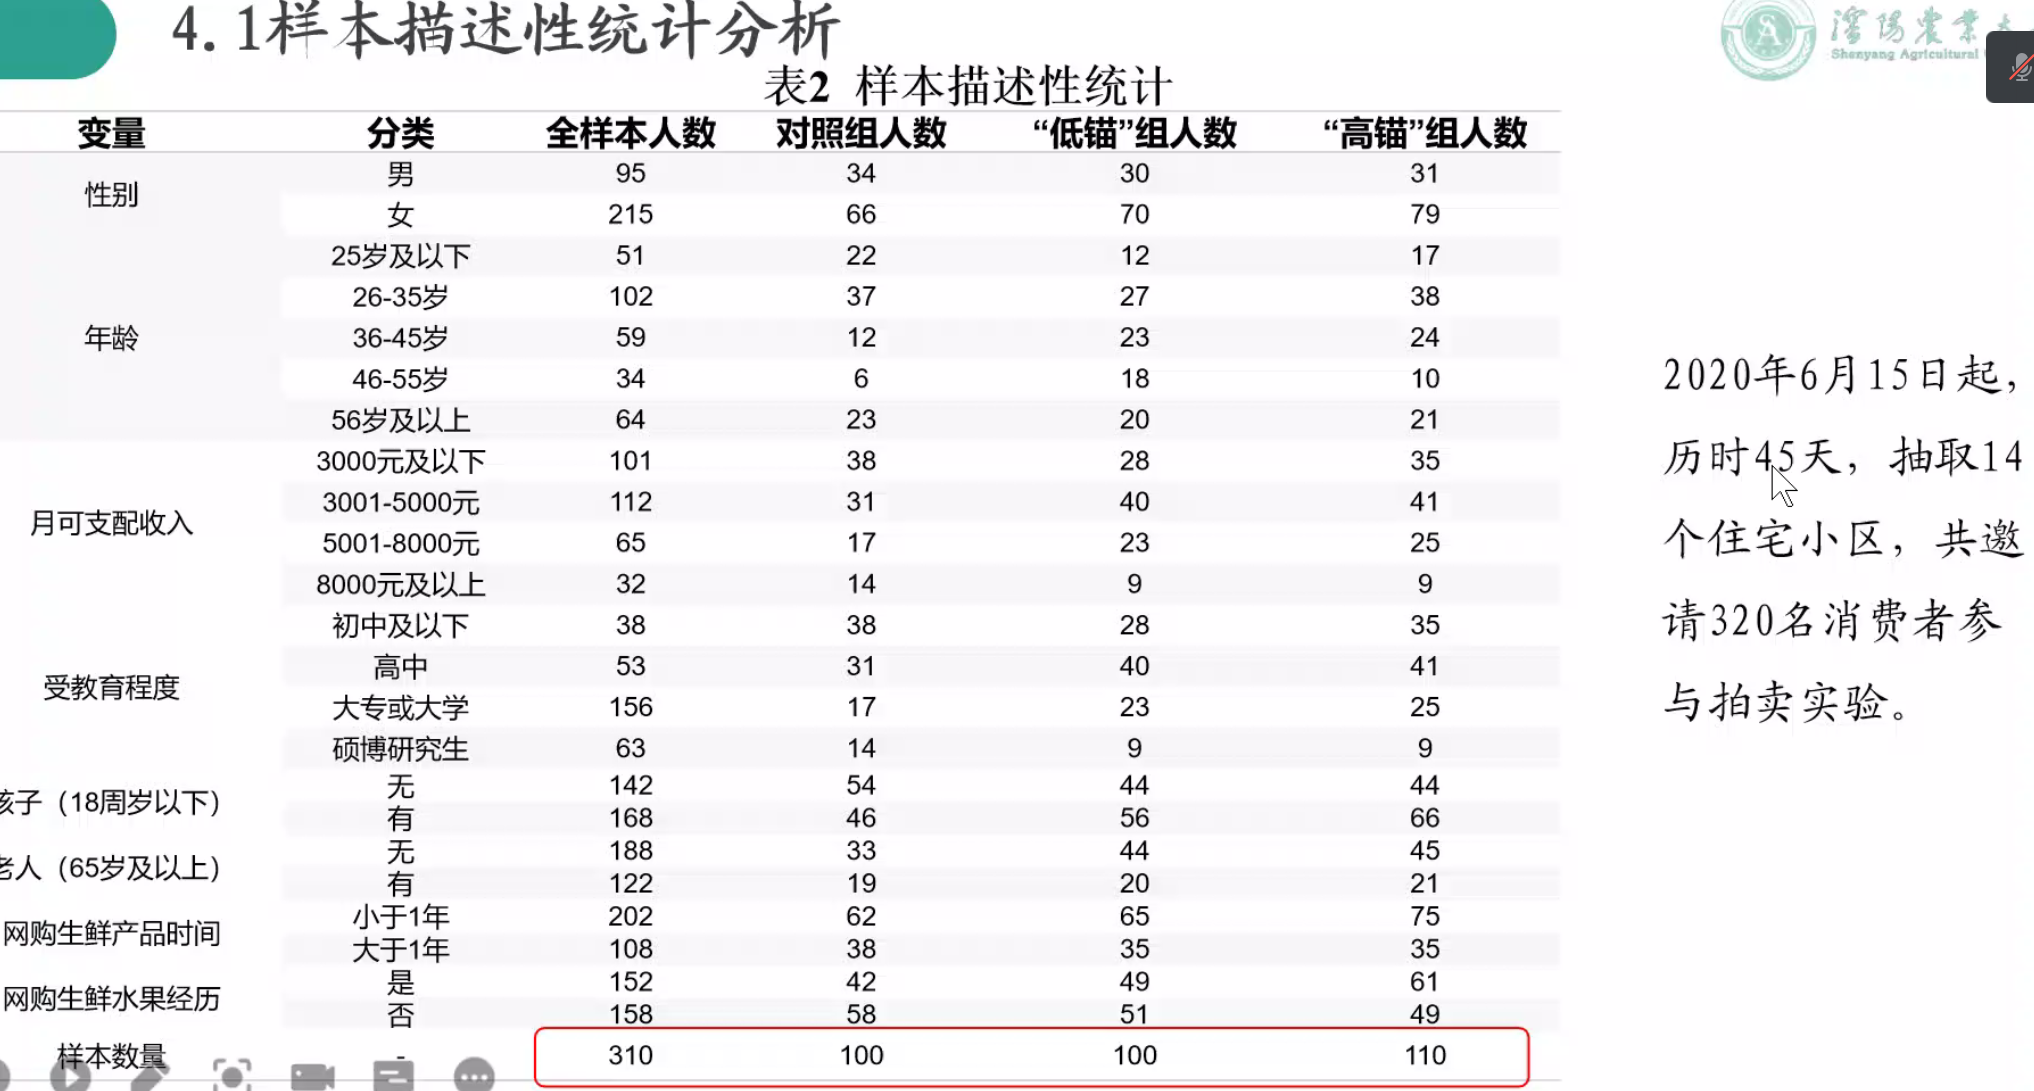 4.1样本描述性统计分析
Shenyang Agricultural
表2 样本描述性统计
变量 分类 全样本人数 对照组人数 “低锚”组人数 “高锚”组人数
性别 男 95 34 30 31
女 215 66 70 79
年龄 25岁及以下 51 22 12 17
26-35岁 102 37 27 38
36-45岁 59 12 23 24
46-55岁 34 6 18 10
56岁及以上 64 23 20 21
月可支配收入 3000元及以下 101 38 28 35
3001-5000元 112 31 40 41
5001-8000元 65 17 23 25
8000元及以上 32 14 9 9
受教育程度 初中及以下 38 38 28 35
高中 53 31 40 41
大专或大学 156 17 23 25
硕博研究生 63 14 9 9
孩子（18周岁以下） 无 142 54 44 44
有 168 46 56 66
老人（65岁及以上） 无 188 33 44 45
有 122 19 20 21
网购生鲜产品时间 小于1年 202 62 65 75
大于1年 108 38 35 35
网购生鲜水果经历 是 152 42 49 61
否 158 58 51 49
样本数量 - 310 100 100 110
2020年6月15日起，
历时45天，抽取14
个住宅小区，共邀
请320名消费者参
与拍卖实验。